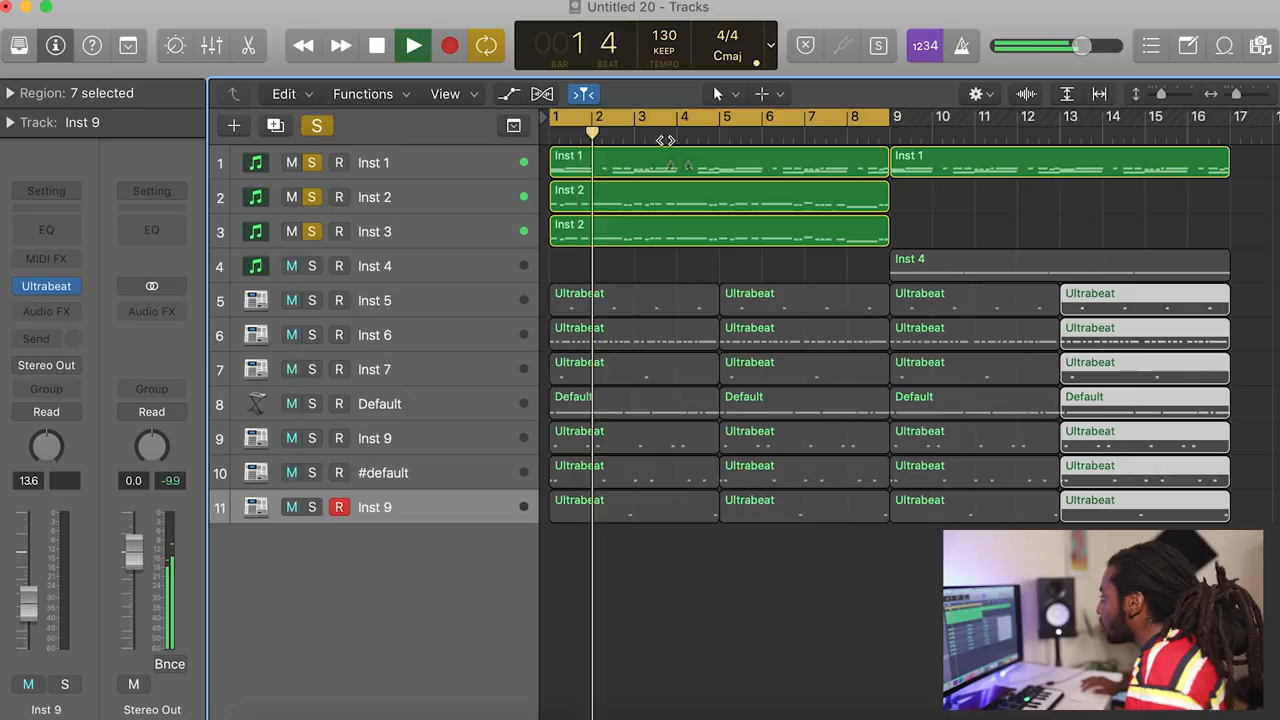 Untitled 20 - Tracks
001 4
BAR BEAT
130
KEEP
TEMPO
4/4
Cmaj
1234
Region: 7 selected
Edit Functions View
Track: Inst 9
S
1 2 3 4 5 6 7 8 9 10 11 12 13 14 15 16 17
Setting Setting
EQ EQ
MIDI FX
Ultrabeat
Audio FX Audio FX
Send
Stereo Out
Group Group
Read Read
13.6 0.0 -9.9
Bnce
M S M
Inst 9 Stereo Out
1 M S R Inst 1 Inst 1 Inst 1
2 M S R Inst 2 Inst 2
3 M S R Inst 3 Inst 2
4 M S R Inst 4 Inst 4
5 M S R Inst 5 Ultrabeat Ultrabeat Ultrabeat Ultrabeat
6 M S R Inst 6 Ultrabeat Ultrabeat Ultrabeat Ultrabeat
7 M S R Inst 7 Ultrabeat Ultrabeat Ultrabeat Ultrabeat
8 M S R Default Default Default Default Default
9 M S R Inst 9 Ultrabeat Ultrabeat Ultrabeat Ultrabeat
10 M S R #default Ultrabeat Ultrabeat Ultrabeat Ultrabeat
11 M S R Inst 9 Ultrabeat Ultrabeat Ultrabeat Ultrabeat